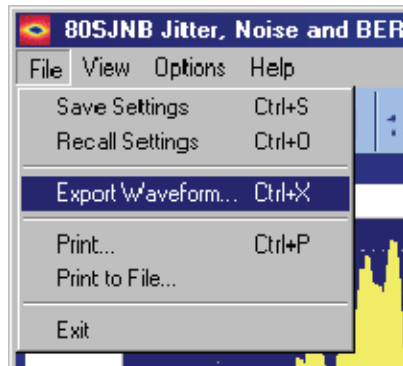 80SJNB Jitter, Noise and BER
File View Options Help
Save Settings Ctrl+S
Recall Settings Ctrl+O
Export Waveform... Ctrl+X
Print... Ctrl+P
Print to File...
Exit